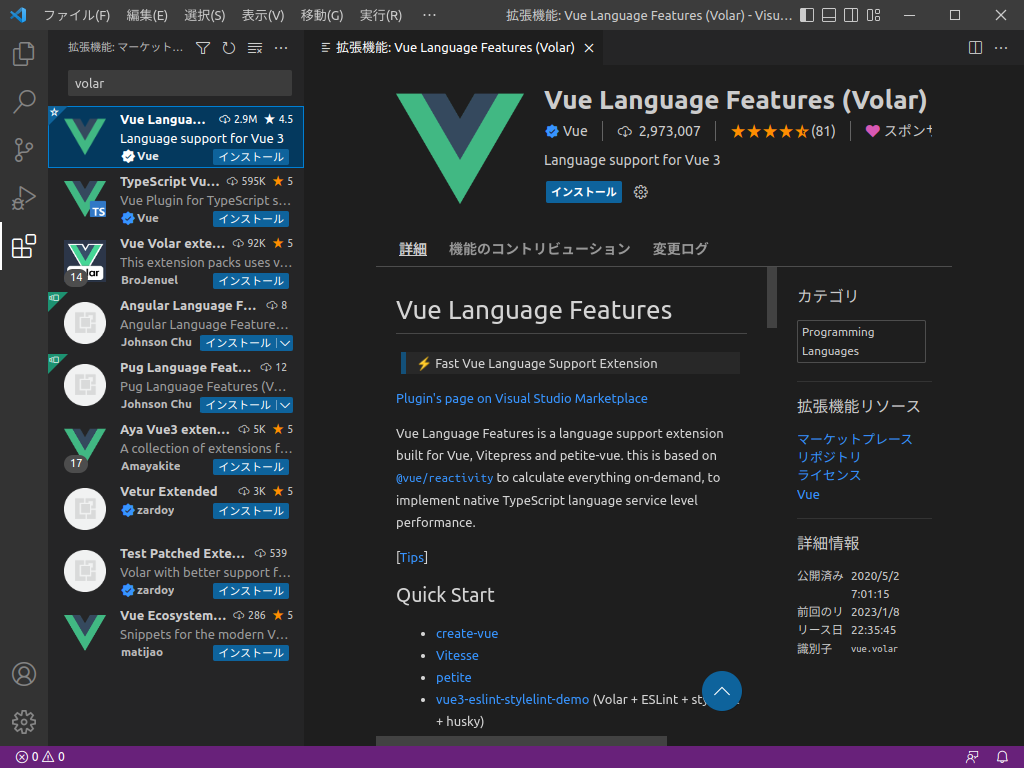 ファイル(F) 編集(E) 選択(S) 表示(V) 移動(G) 実行(R) ··· 拡張機能: Vue Language Features (Volar) - Visu...
拡張機能: マーケット...
volar
Vue Langua... 2.9M ★ 4.5
Language support for Vue 3
Vue インストール
TypeScript Vu... 595K ★ 5
Vue Plugin for TypeScript s...
TS
Vue インストール
Vue Volar exte... 92K ★ 5
This extension packs uses v...
14
BroJenuel インストール
Angular Language F... 8
Angular Language Feature...
Johnson Chu インストール
Pug Language Feat... 12
Pug Language Features (V...
Johnson Chu インストール
Aya Vue3 exten... 5K ★ 5
A collection of extensions f...
17
Amayakite インストール
Vetur Extended 3K ★ 5
zardoy インストール
Test Patched Exte... 539
Volar with better support f...
zardoy インストール
Vue Ecosystem... 286 ★ 5
Snippets for the modern V...
matijao インストール
拡張機能: Vue Language Features (Volar)
Vue Language Features (Volar)
Vue 2,973,007 (81) スポンサ
Language support for Vue 3
インストール
詳細 機能のコントリビューション 変更ログ
Vue Language Features
⚡ Fast Vue Language Support Extension
Plugin's page on Visual Studio Marketplace
Vue Language Features is a language support extension
built for Vue, Vitepress and petite-vue. this is based on
@vue/reactivity to calculate everything on-demand, to
implement native TypeScript language service level
performance.
[Tips]
Quick Start
• create-vue
• Vitesse
• petite
• vue3-eslint-stylelint-demo (Volar + ESLint +
+ husky)
カテゴリ
Programming
Languages
拡張機能リソース
マーケットプレース
リポジトリ
ライセンス
Vue
詳細情報
公開済み 2020/5/2
7:01:15
前回のリ 2023/1/8
リース日 22:35:45
識別子 vue.volar
0 0